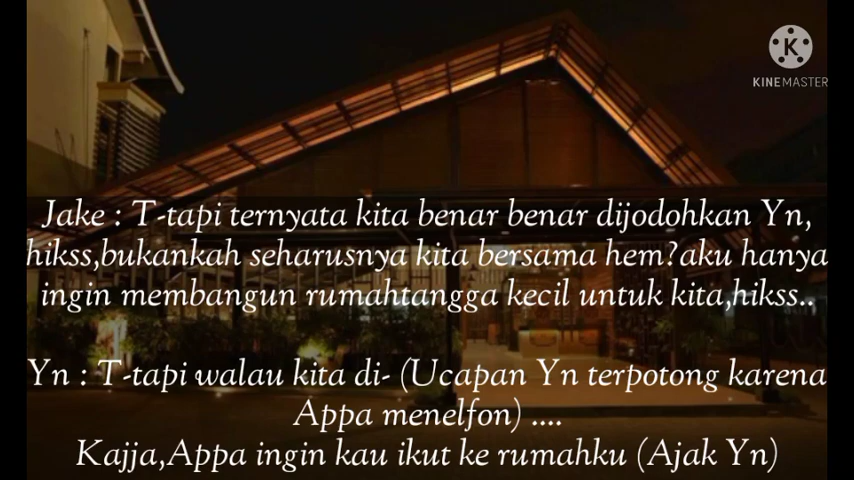 KINEMASTER
Jake : T-tapi ternyata kita benar benar dijodohkan Yn,
hikss,bukankah seharusnya kita bersama hem?aku hanya
ingin membangun rumahtangga kecil untuk kita,hikss..
Yn : T-tapi walau kita di- (Ucapan Yn terpotong karena
Appa menelfon) ....
Kajja,Appa ingin kau ikut ke rumahku (Ajak Yn)